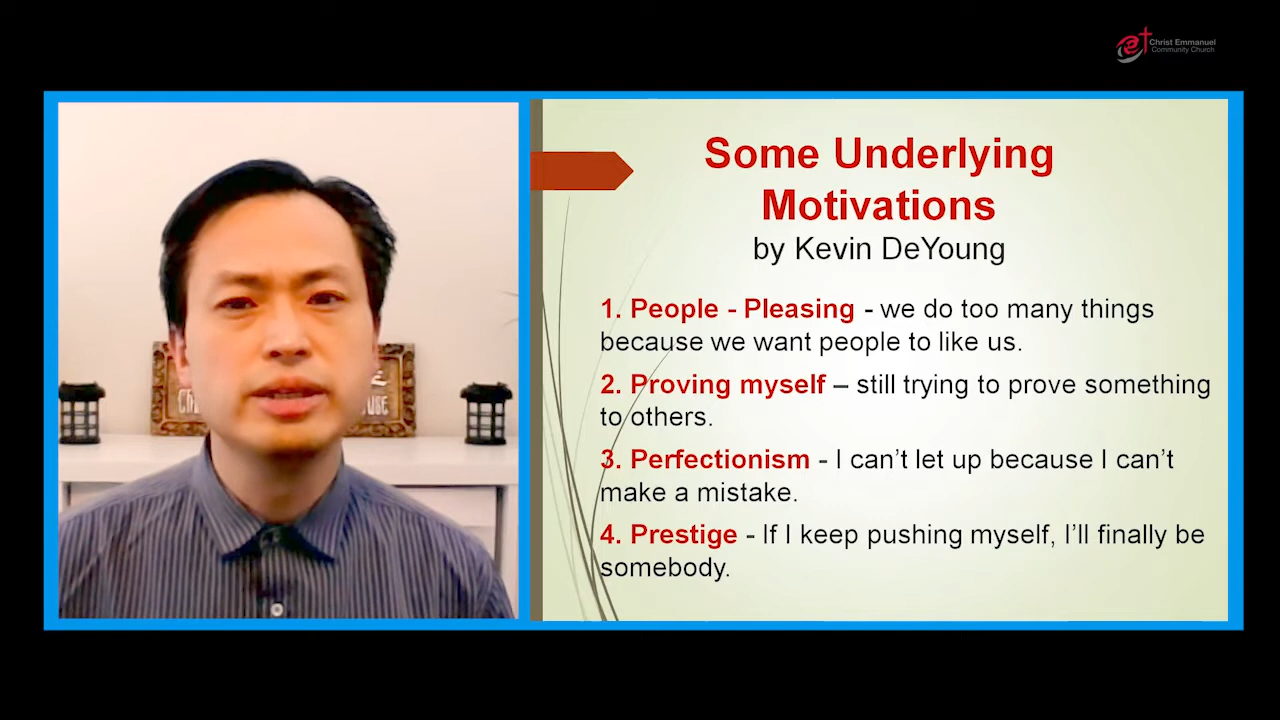 Christ Emmanuel
Community Church
Some Underlying
Motivations
by Kevin DeYoung
1. People - Pleasing - we do too many things
because we want people to like us.
2. Proving myself – still trying to prove something
to others.
3. Perfectionism - I can’t let up because I can’t
make a mistake.
4. Prestige - If I keep pushing myself, I’ll finally be
somebody.